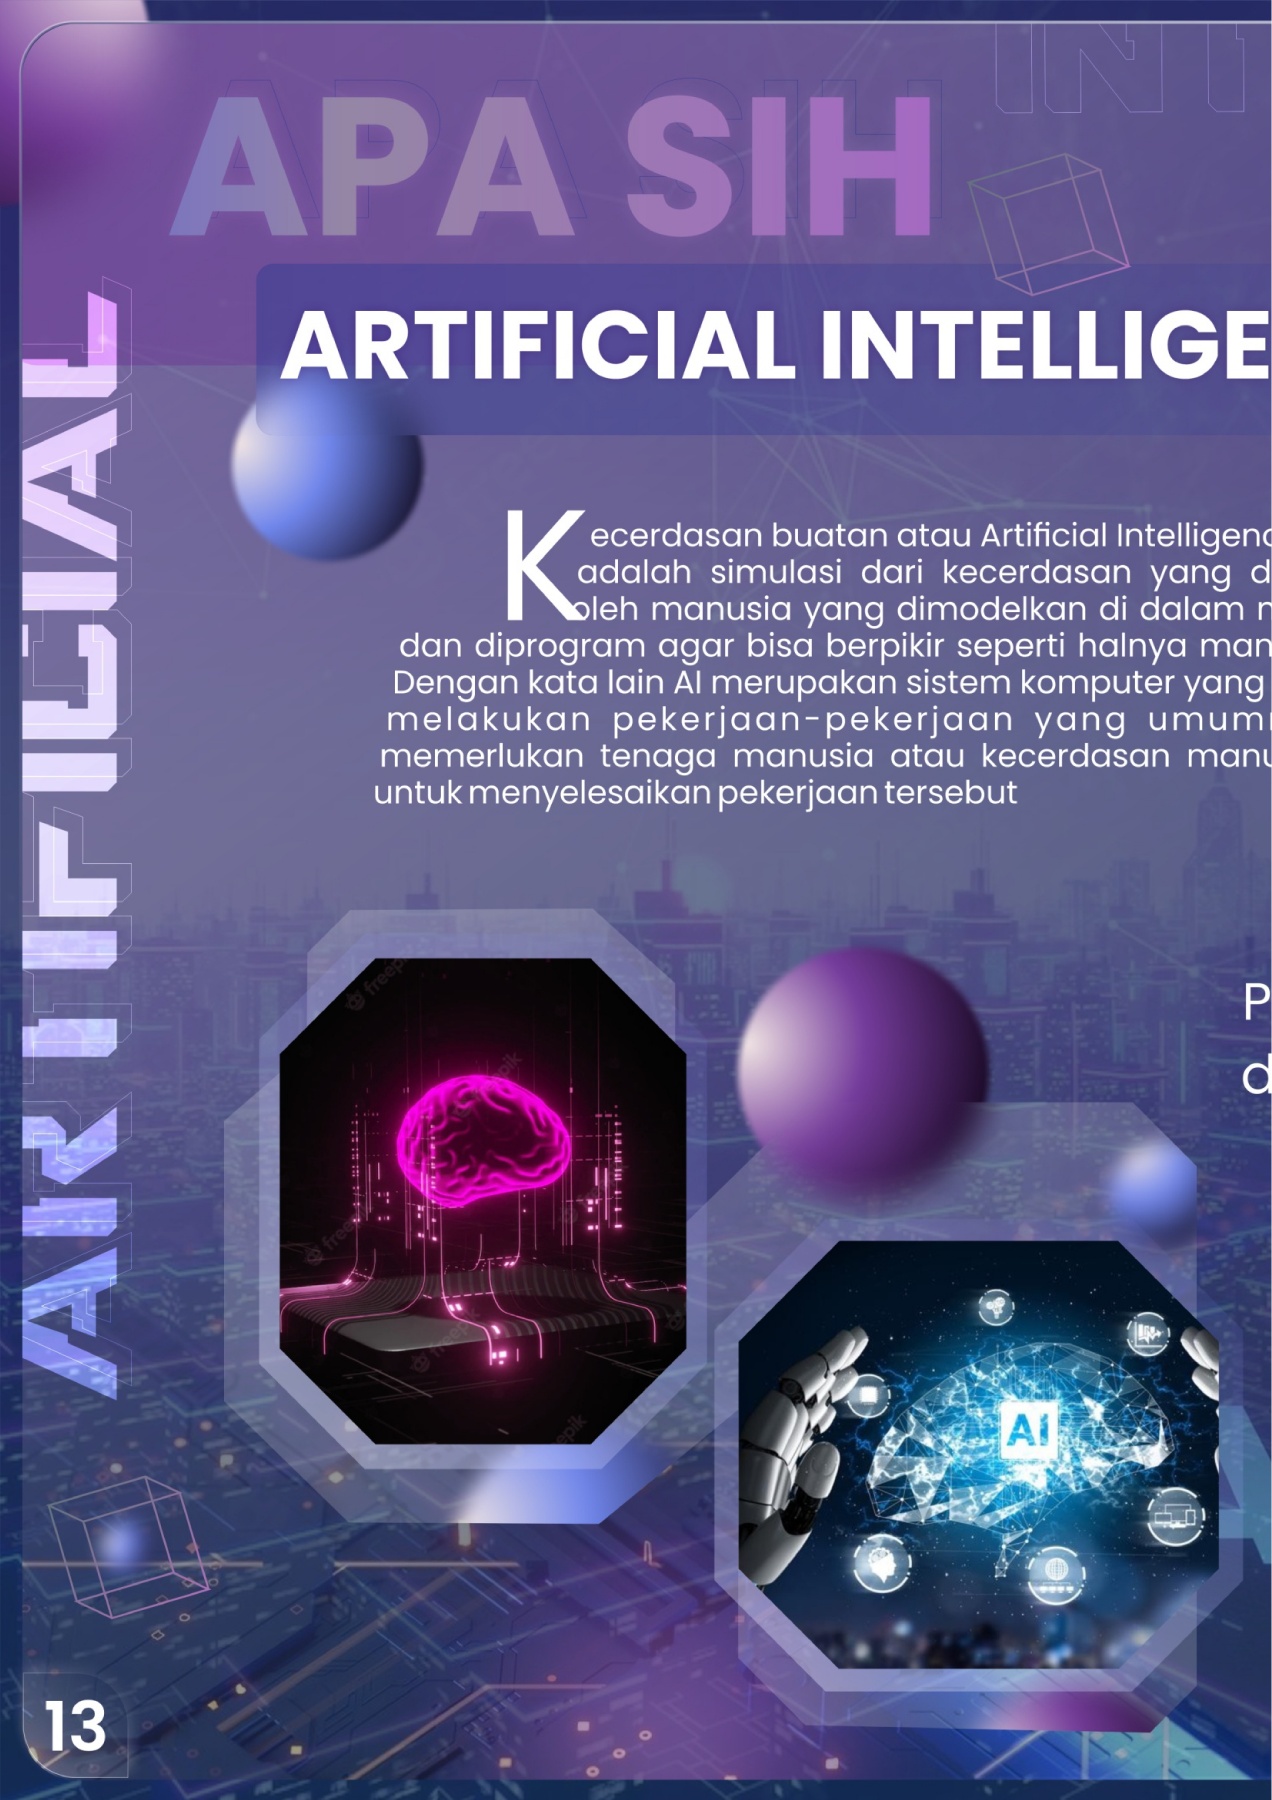 INT
APA SIH
ARTIFICIAL INTELLIGE
ARTIFICIAL
Kecerdasan buatan atau Artificial Intelligenc
adalah simulasi dari kecerdasan yang d
oleh manusia yang dimodelkan di dalam
dan diprogram agar bisa berpikir seperti halnya man
Dengan kata lain AI merupakan sistem komputer yang
melakukan pekerjaan-pekerjaan yang umum
memerlukan tenaga manusia atau kecerdasan manu
untuk menyelesaikan pekerjaan tersebut
P
d
freepik
AI
13